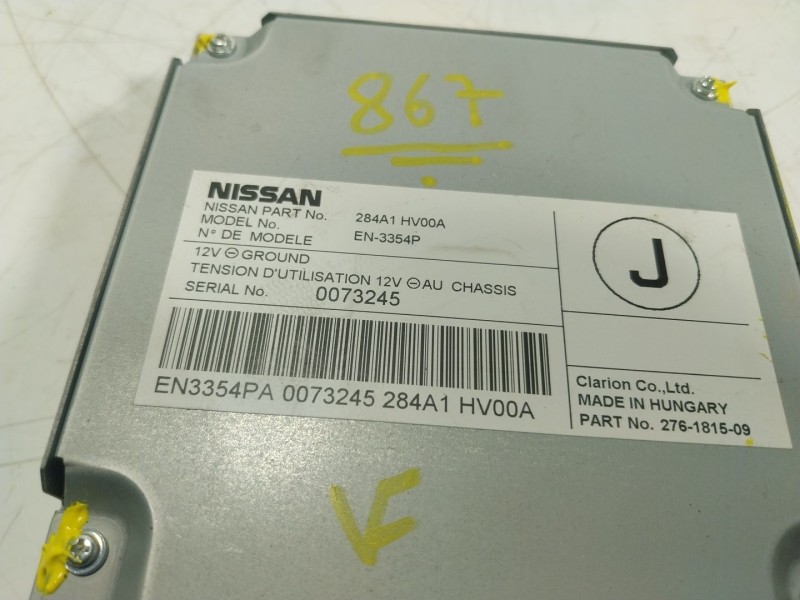 867
NISSAN
NISSAN PART No. 284A1 HV00A
MODEL No.
N° DE MODELE EN-3354P
12V ⊖ GROUND
TENSION D'UTILISATION 12V ⊖ AU CHASSIS
SERIAL No. 0073245
EN3354PA 0073245 284A1 HV00A
J
Clarion Co.,Ltd.
MADE IN HUNGARY
PART No. 276-1815-09
VF